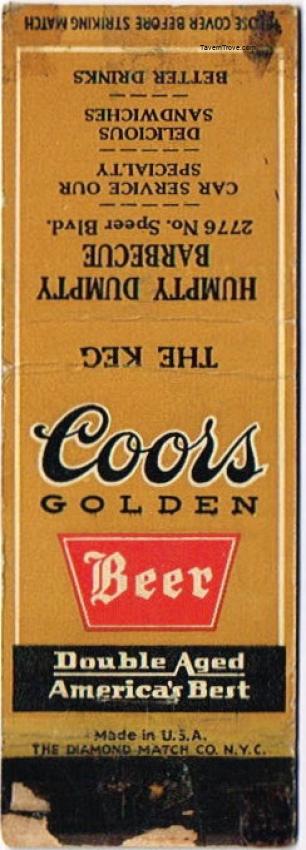 CLOSE COVER BEFORE STRIKING MATCH
TavernTrove.com
THE KEG
HUMPTY DUMPTY
BARBECUE
2776 No. Speer Blvd.
CAR SERVICE OUR
SPECIALTY
DELICIOUS
SANDWICHES
BETTER DRINKS
Coors
GOLDEN
Beer
Double Aged
America's Best
Made in U.S.A.
THE DIAMOND MATCH CO. N.Y.C.